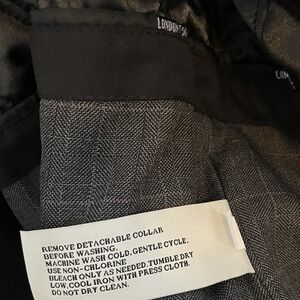 LONDON
REMOVE DETACHABLE COLLAR
BEFORE WASHING.
MACHINE WASH COLD, GENTLE CYCLE,
USE NON-CHLORINE
BLEACH ONLY AS NEEDED, TUMBLE DRY
LOW, COOL IRON WITH PRESS CLOTH.
DO NOT DRY CLEAN.